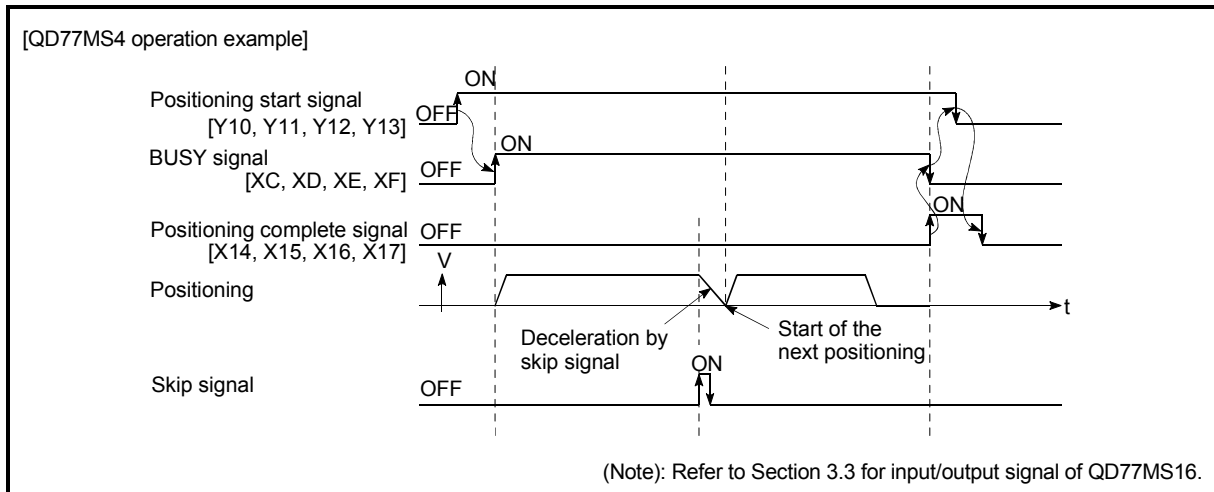 [QD77MS4 operation example]
ON
Positioning start signal
[Y10, Y11, Y12, Y13]
OFF
ON
BUSY signal
[XC, XD, XE, XF]
OFF
ON
Positioning complete signal
[X14, X15, X16, X17]
OFF
V
Positioning
t
Deceleration by
skip signal
Start of the
next positioning
ON
Skip signal
OFF
(Note): Refer to Section 3.3 for input/output signal of QD77MS16.